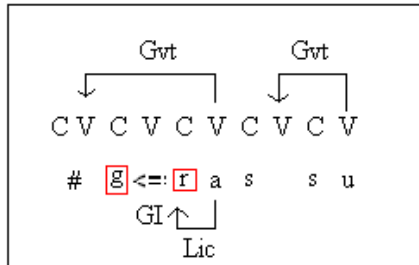 Gvt Gvt
C V C V C V C V C V
# g <=: r a s s u
GI
Lic